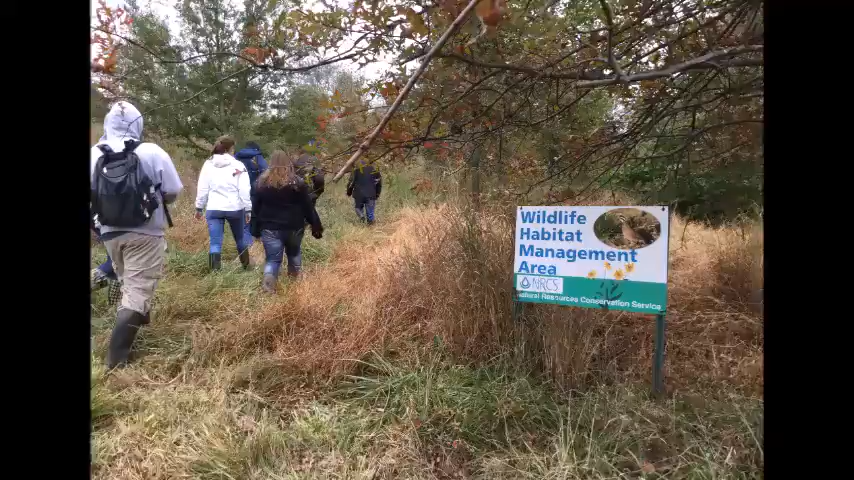 Wildlife
Habitat
Management
Area
NRCS
Natural Resources Conservation Service